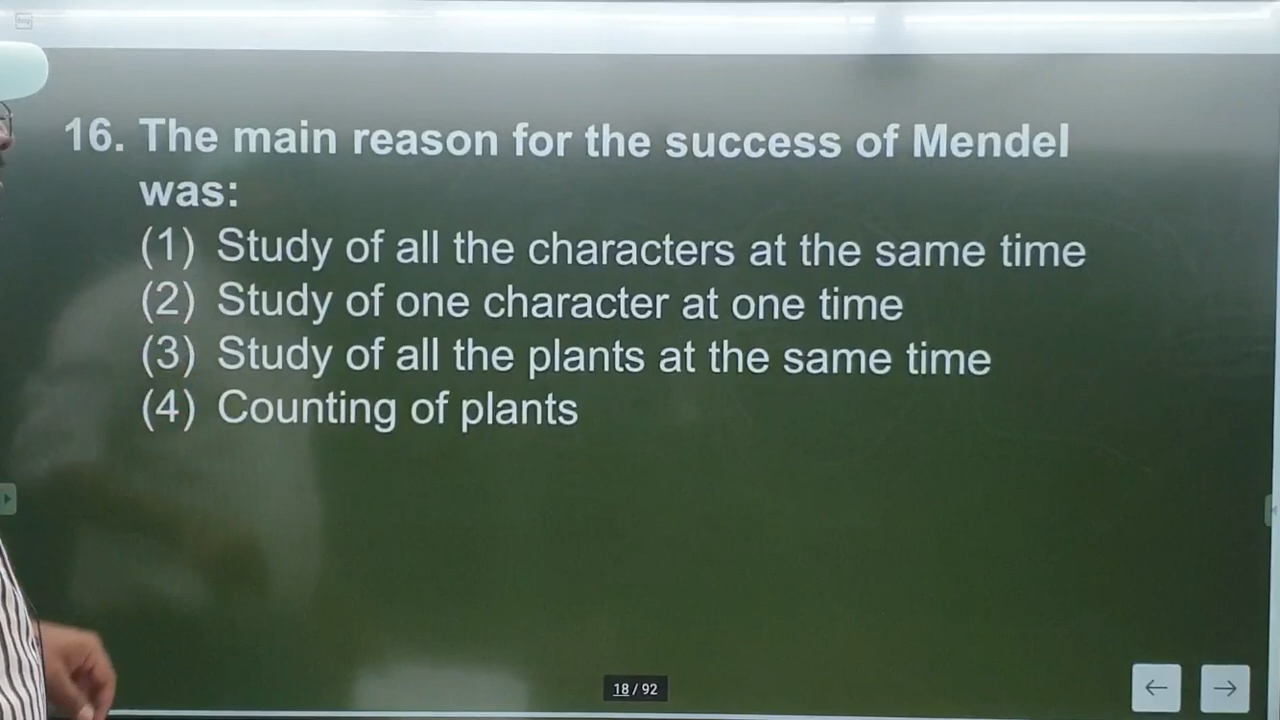 16. The main reason for the success of Mendel
was:
(1) Study of all the characters at the same time
(2) Study of one character at one time
(3) Study of all the plants at the same time
(4) Counting of plants
18 / 92